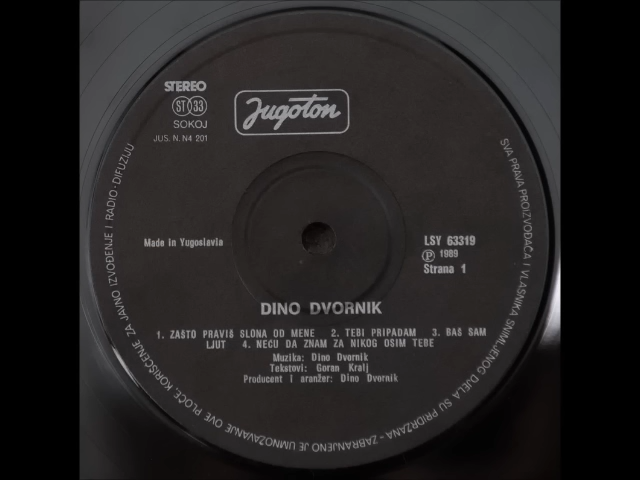 STEREO
ST 33
SOKOJ
JUS. N. N4 201
Jugoton
Made in Yugoslavia
LSY 63319
Ⓟ 1989
Strana 1
DINO DVORNIK
1. ZAŠTO PRAVIŠ SLONA OD MENE 2. TEBI PRIPADAM 3. BAŠ SAM
LJUT 4. NEĆU DA ZNAM ZA NIKOG OSIM TEBE
Muzika: Dino Dvornik
Tekstovi: Goran Kralj
Producent i aranžer: Dino Dvornik
SVA PRAVA PROIZVOĐAČA I VLASNIKA SNIMLJENOG DJELA SU PRIDRŽANA - ZABRANJENO JE UMNOŽAVANJE OVE PLOČE, KORIŠĆENJE ZA JAVNO IZVOĐENJE I RADIO-DIFUZIJU